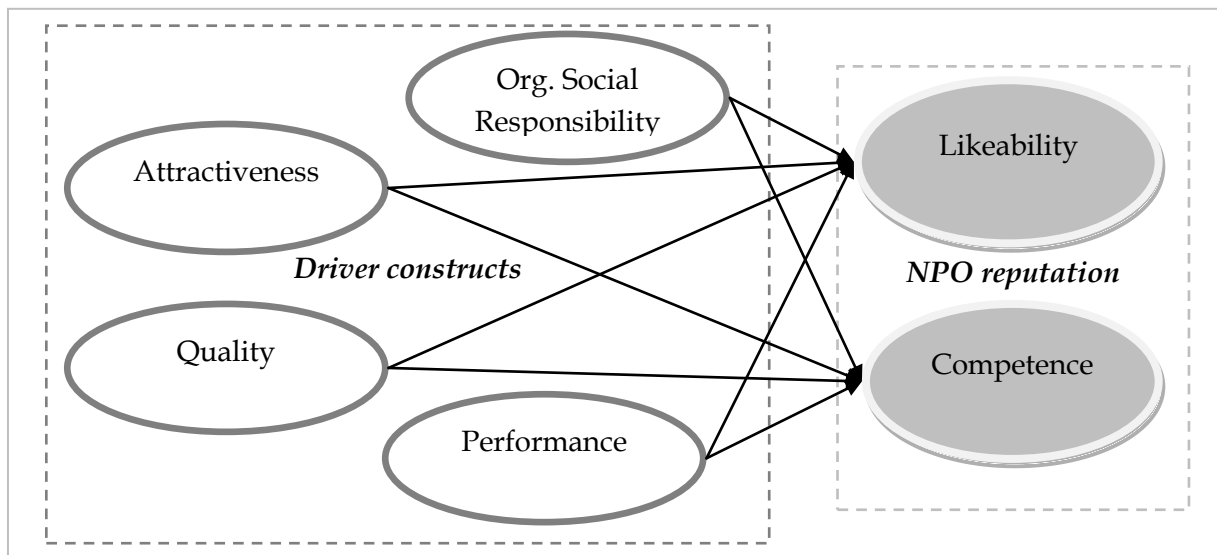 Org. Social
Responsibility
Attractiveness
Likeability
Driver constructs
NPO reputation
Quality
Competence
Performance